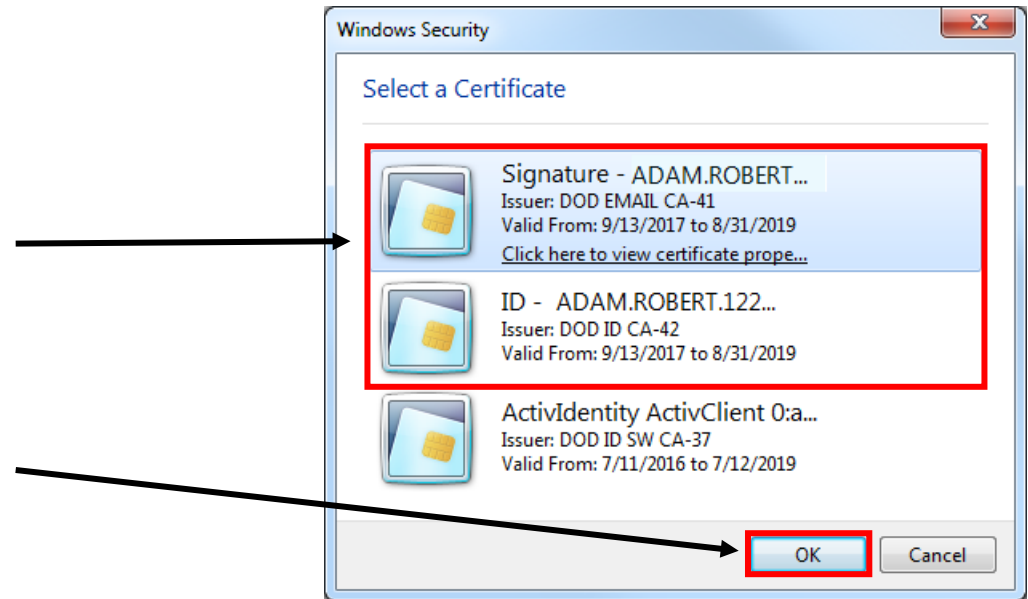 Windows Security
Select a Certificate
Signature - ADAM.ROBERT...
Issuer: DOD EMAIL CA-41
Valid From: 9/13/2017 to 8/31/2019
Click here to view certificate prope...
ID - ADAM.ROBERT.122...
Issuer: DOD ID CA-42
Valid From: 9/13/2017 to 8/31/2019
ActivIdentity ActivClient 0:a...
Issuer: DOD ID SW CA-37
Valid From: 7/11/2016 to 7/12/2019
OK Cancel